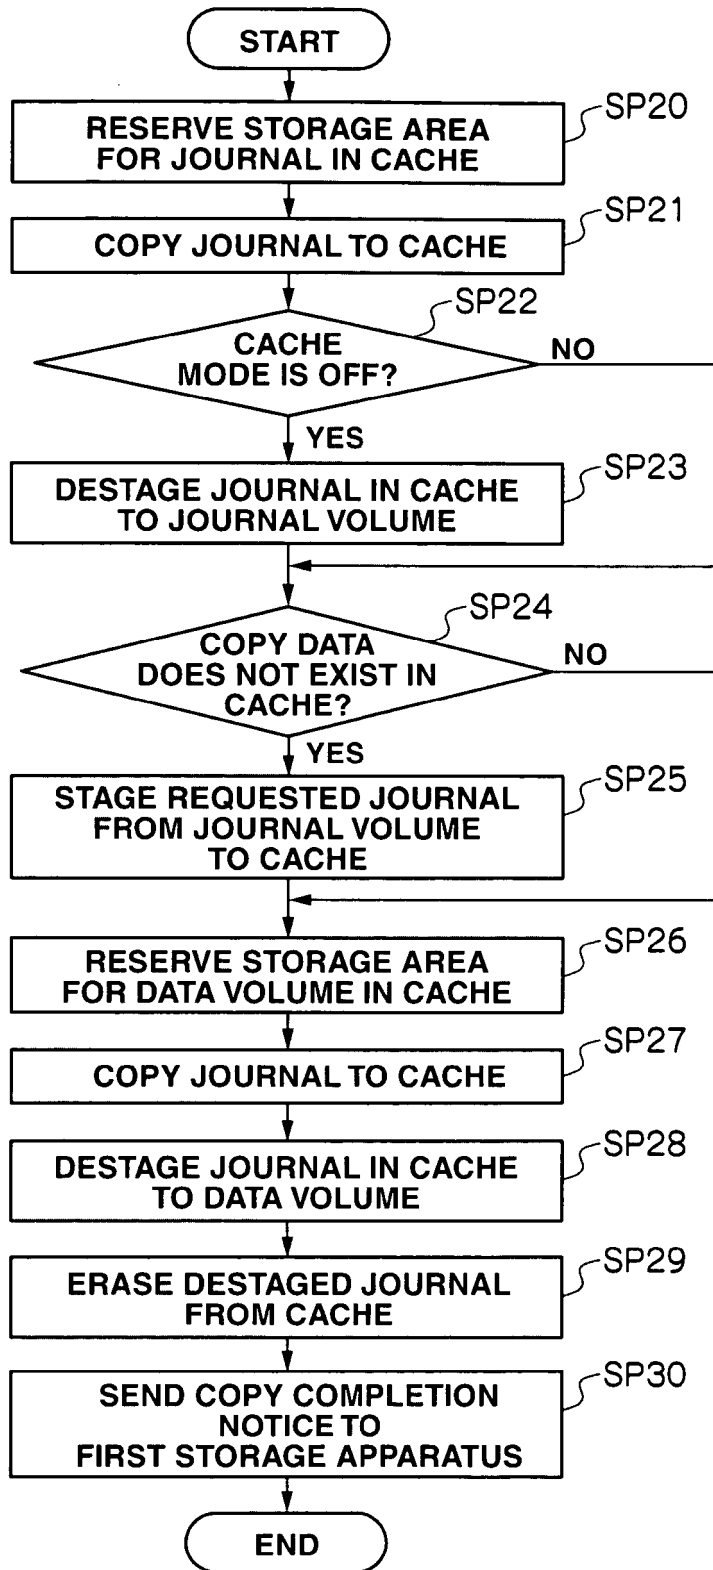 START
SP20
RESERVE STORAGE AREA
FOR JOURNAL IN CACHE
SP21
COPY JOURNAL TO CACHE
SP22
CACHE
MODE IS OFF?
NO
YES
SP23
DESTAGE JOURNAL IN CACHE
TO JOURNAL VOLUME
SP24
COPY DATA
DOES NOT EXIST IN
CACHE?
NO
YES
SP25
STAGE REQUESTED JOURNAL
FROM JOURNAL VOLUME
TO CACHE
SP26
RESERVE STORAGE AREA
FOR DATA VOLUME IN CACHE
SP27
COPY JOURNAL TO CACHE
SP28
DESTAGE JOURNAL IN CACHE
TO DATA VOLUME
SP29
ERASE DESTAGED JOURNAL
FROM CACHE
SP30
SEND COPY COMPLETION
NOTICE TO
FIRST STORAGE APPARATUS
END